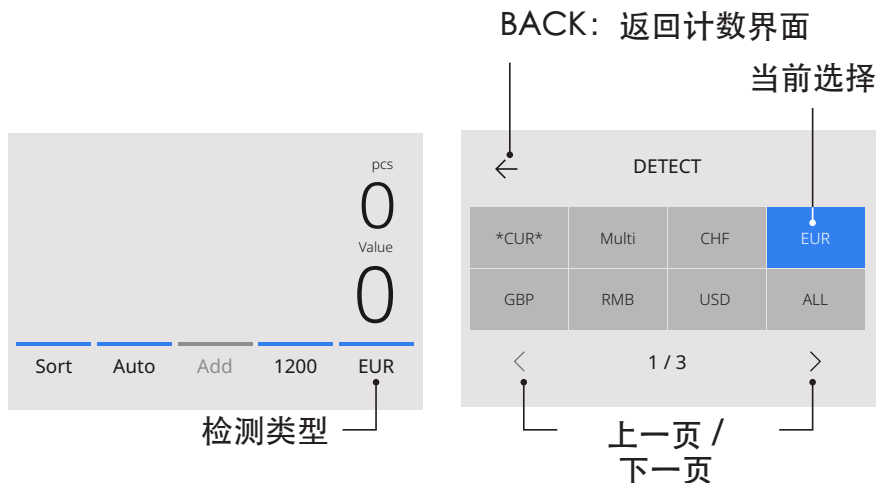 BACK：返回计数界面
当前选择
pcs
0
Value
0
Sort Auto Add 1200 EUR
检测类型
DETECT
*CUR* Multi CHF EUR
GBP RMB USD ALL
1 / 3
上一页 /
下一页